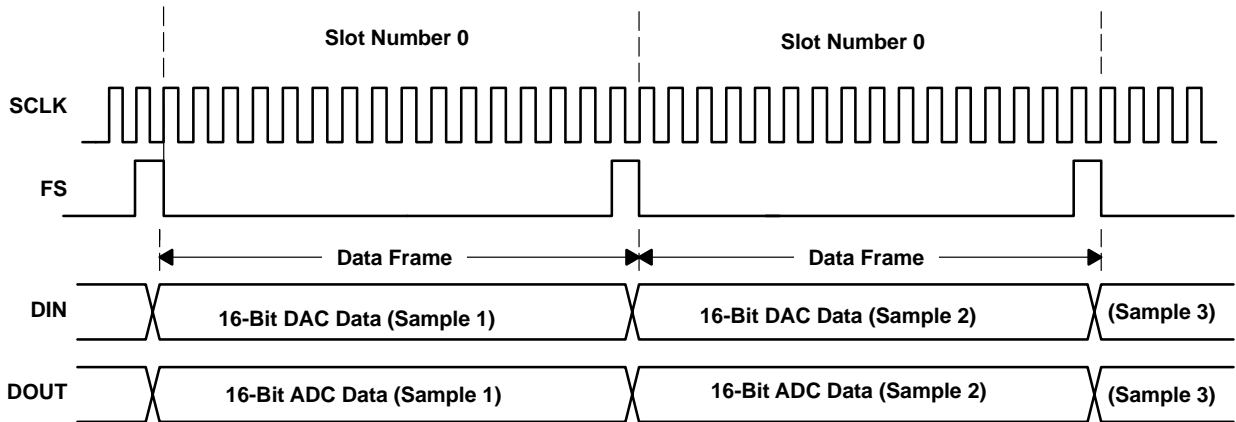 Slot Number 0
Slot Number 0
SCLK
FS
Data Frame
Data Frame
DIN
16-Bit DAC Data (Sample 1)
16-Bit DAC Data (Sample 2)
(Sample 3)
DOUT
16-Bit ADC Data (Sample 1)
16-Bit ADC Data (Sample 2)
(Sample 3)